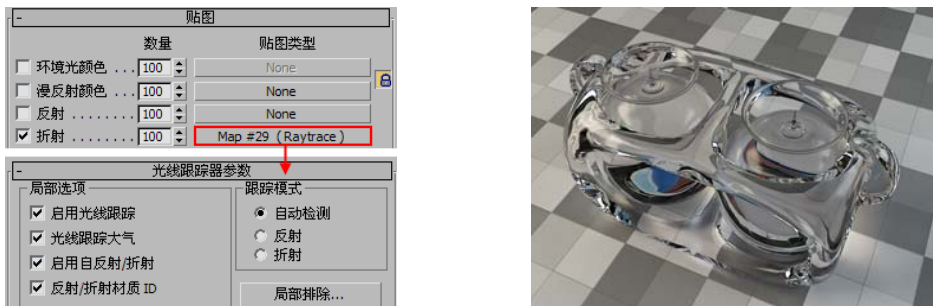 贴图
数量 贴图类型
环境光颜色 ... 100 None
漫反射颜色 ... 100 None
反射 ........ 100 None
折射 ........ 100 Map #29 (Raytrace)
光线跟踪器参数
局部选项 跟踪模式
启用光线跟踪 自动检测
光线跟踪大气 反射
启用自反射/折射 折射
反射/折射材质 ID 局部排除...